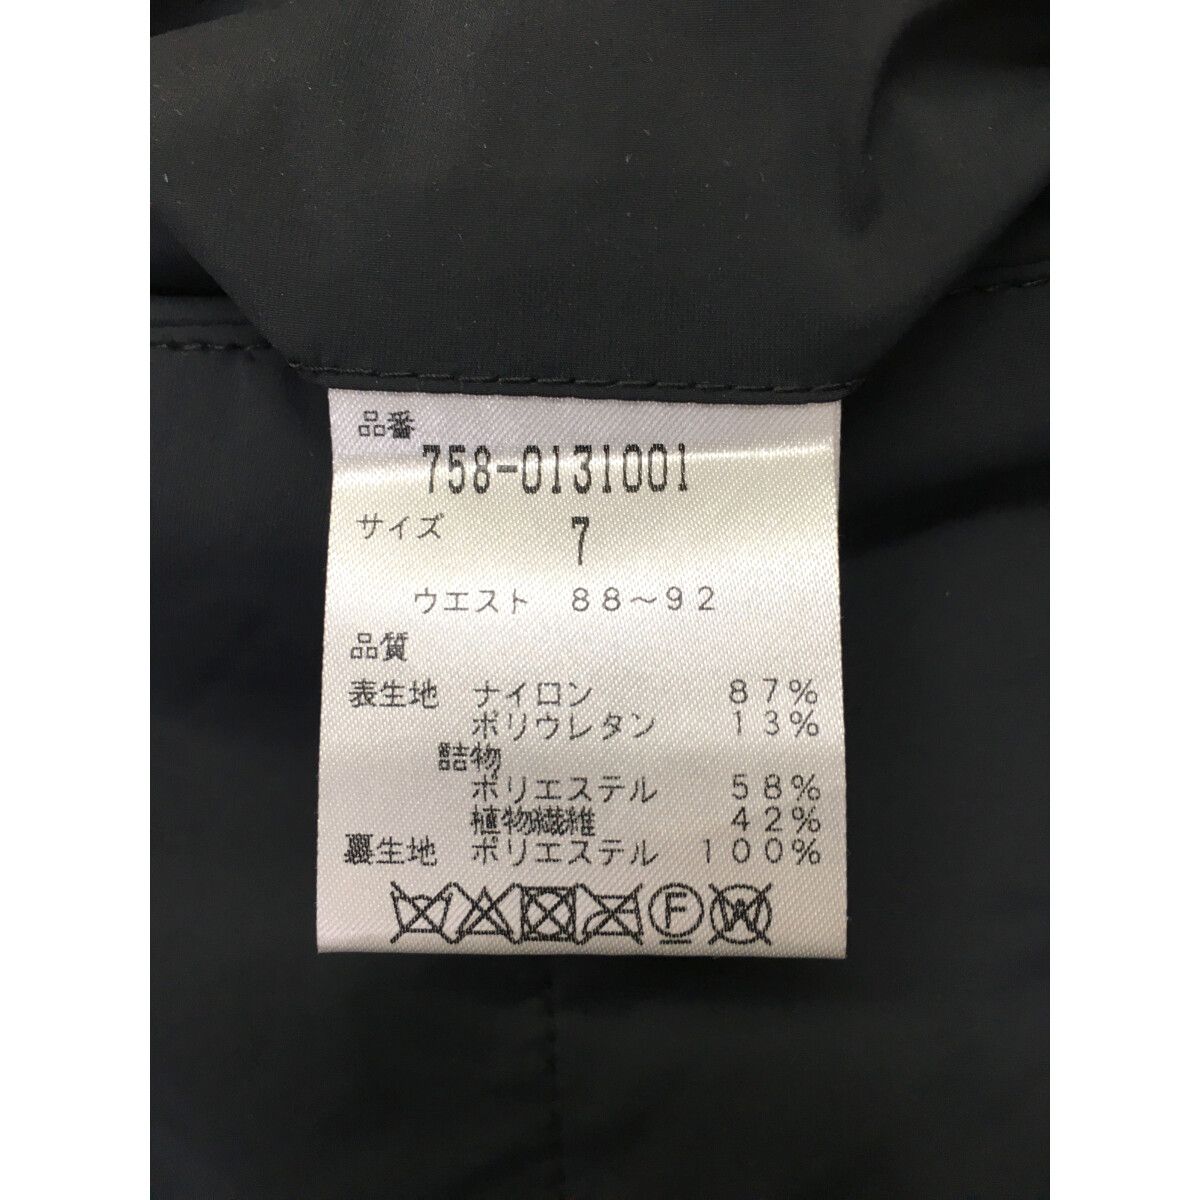 品番
758-0131001
サイズ 7
ウエスト 88~92
品質
表生地 ナイロン 87%
ポリウレタン 13%
詰物
ポリエステル 58%
植物繊維 42%
裏生地 ポリエステル 100%
F W